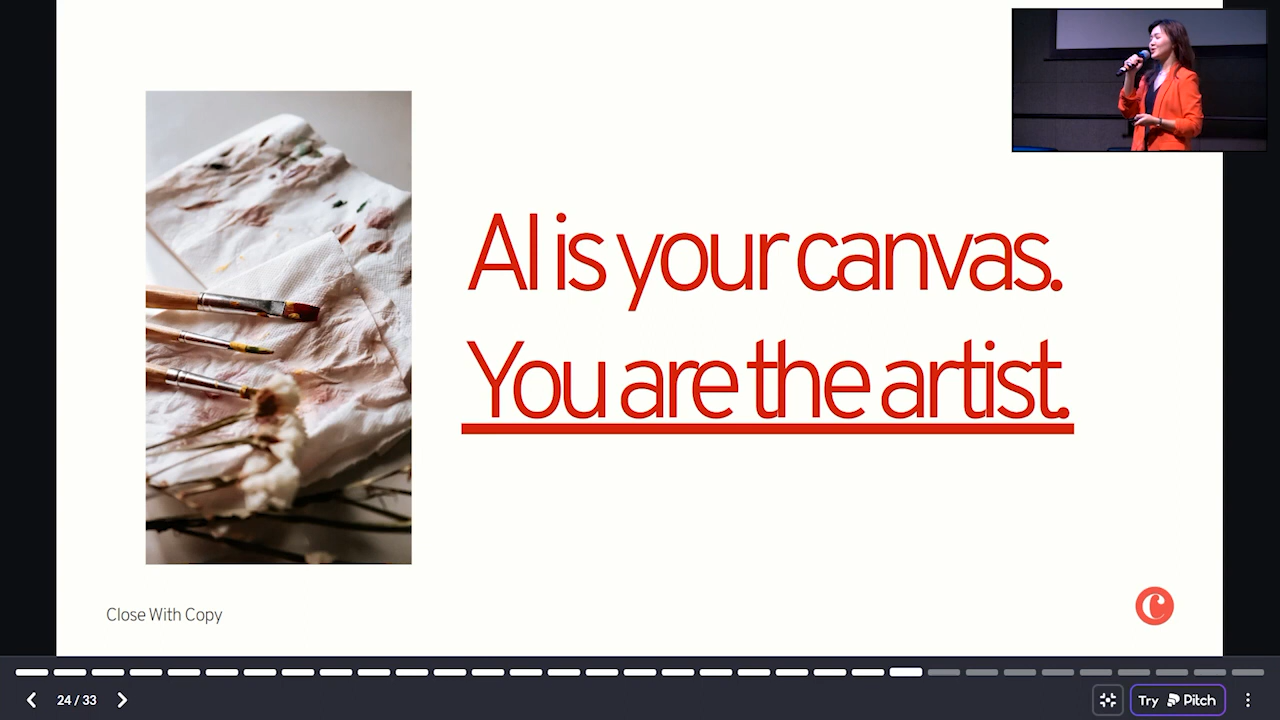 AI is your canvas.
You are the artist.
Close With Copy
C
24 / 33
Try Pitch